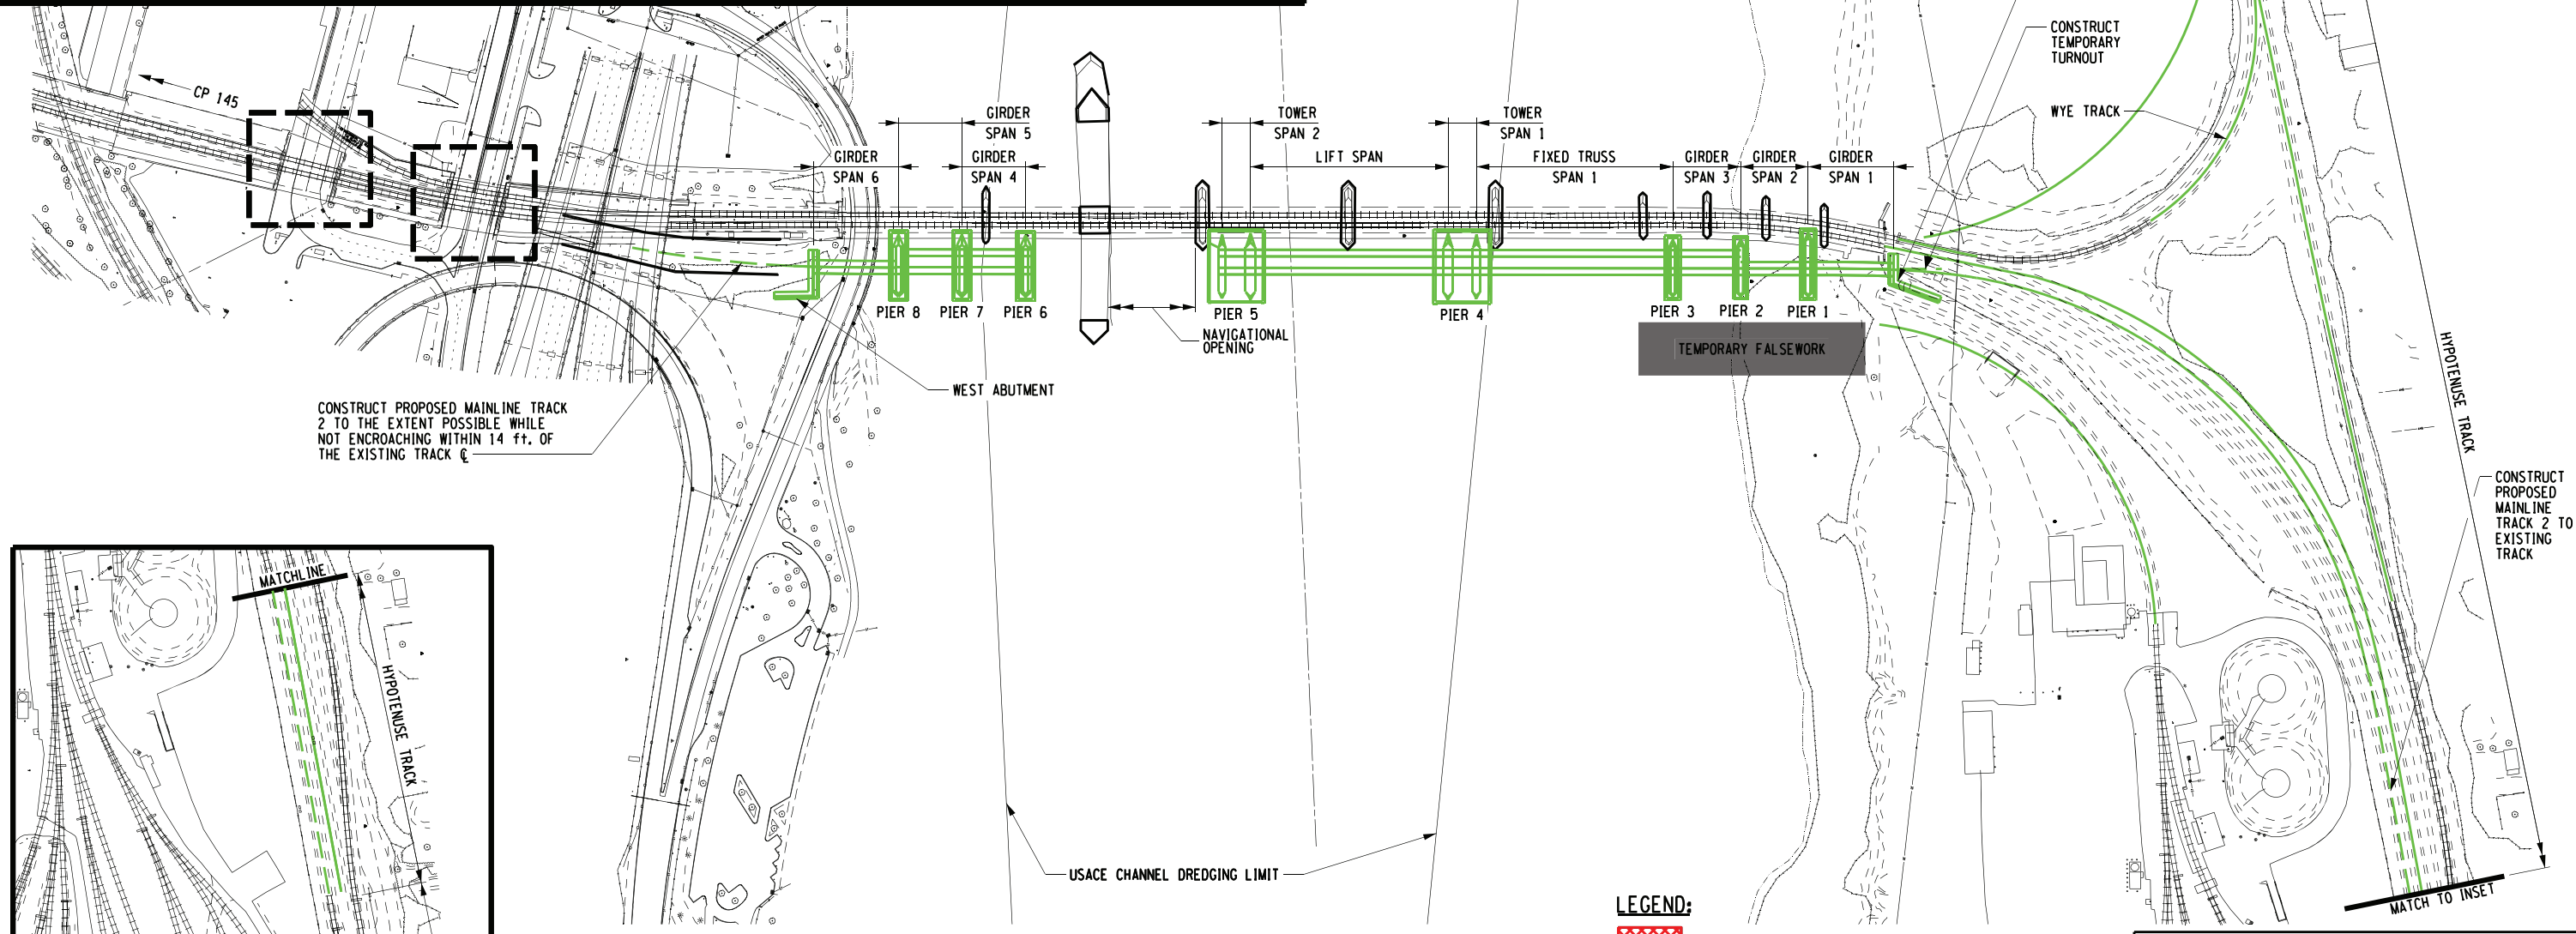 CP 145
GIRDER
SPAN 5
TOWER
SPAN 2
TOWER
SPAN 1
GIRDER
SPAN 6
GIRDER
SPAN 4
LIFT SPAN
FIXED TRUSS
SPAN 1
GIRDER
SPAN 3
GIRDER
SPAN 2
GIRDER
SPAN 1
CONSTRUCT
TEMPORARY
TURNOUT
WYE TRACK
PIER 8
PIER 7
PIER 6
PIER 5
PIER 4
PIER 3
PIER 2
PIER 1
NAVIGATIONAL
OPENING
TEMPORARY FALSEWORK
WEST ABUTMENT
CONSTRUCT PROPOSED MAINLINE TRACK
2 TO THE EXTENT POSSIBLE WHILE
NOT ENCROACHING WITHIN 14 ft. OF
THE EXISTING TRACK ℄
HYPOTENUSE TRACK
CONSTRUCT
PROPOSED
MAINLINE
TRACK 2 TO
EXISTING
TRACK
MATCHLINE
HYPOTENUSE TRACK
USACE CHANNEL DREDGING LIMIT
MATCH TO INSET
LEGEND: